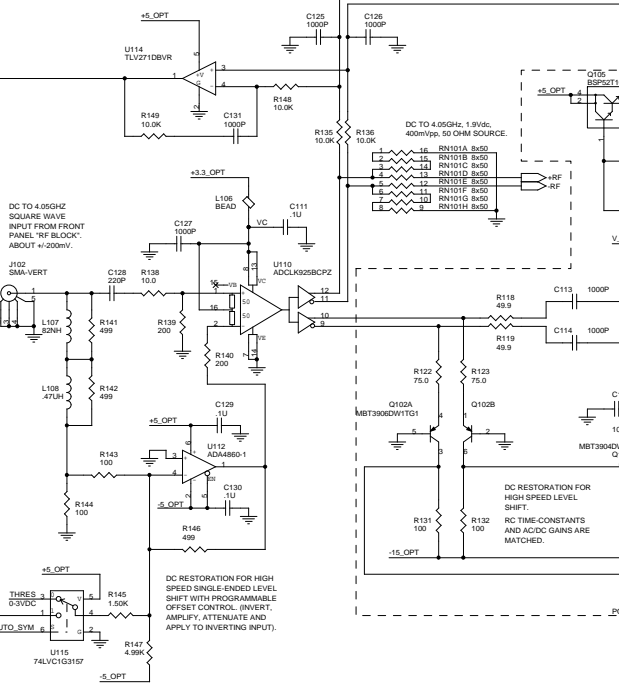 +5_OPT
U114
TLV271DBVR
5
+V
G
2
1
3
4
C125
1000P
C126
1000P
R148
10.0K
R149
10.0K
C131
1000P
R135
10.0K
R136
10.0K
DC TO 4.05GHz, 1.9Vdc,
400mVpp, 50 OHM SOURCE.
1 16 RN101A 8x50
2 15 RN101B 8x50
3 14 RN101C 8x50
4 13 RN101D 8x50
5 12 RN101E 8x50
6 11 RN101F 8x50
7 10 RN101G 8x50
8 9 RN101H 8x50
+RF
-RF
Q105
BSP52T1
+5_OPT
4
2
+3.3_OPT
L106
BEAD
VC
C111
.1U
C127
1000P
U110
ADCLK925BCPZ
8
13
VC
VB
50
50
1
16
2
VE
7
14
12
11
10
9
DC TO 4.05GHZ
SQUARE WAVE
INPUT FROM FRONT
PANEL "RF BLOCK".
ABOUT +/-200mV.
J102
SMA-VERT
1
5
C128
220P
R138
10.0
R139
200
R140
200
L107
82NH
R141
499
L108
.47UH
R142
499
R143
100
R144
100
+5_OPT
C129
.1U
U112
ADA4860-1
6
3
4
1
EN
2
5
-5_OPT
C130
.1U
R146
499
R118
49.9
R119
49.9
C113 1000P
C114 1000P
R122
75.0
R123
75.0
Q102A
MBT3906DW1TG1
Q102B
4
5
3
1
2
6
MBT3904DW
R131
100
R132
100
-15_OPT
DC RESTORATION FOR
HIGH SPEED LEVEL
SHIFT.
RC TIME-CONSTANTS
AND AC/DC GAINS ARE
MATCHED.
+5_OPT
THRES
0-3VDC
UTO_SYM
3
1
6
0
1
S
V
G
5
4
2
U115
74LVC1G3157
R145
1.50K
R147
4.99K
-5_OPT
DC RESTORATION FOR HIGH
SPEED SINGLE-ENDED LEVEL
SHIFT WITH PROGRAMMABLE
OFFSET CONTROL. (INVERT,
AMPLIFY, ATTENUATE AND
APPLY TO INVERTING INPUT).